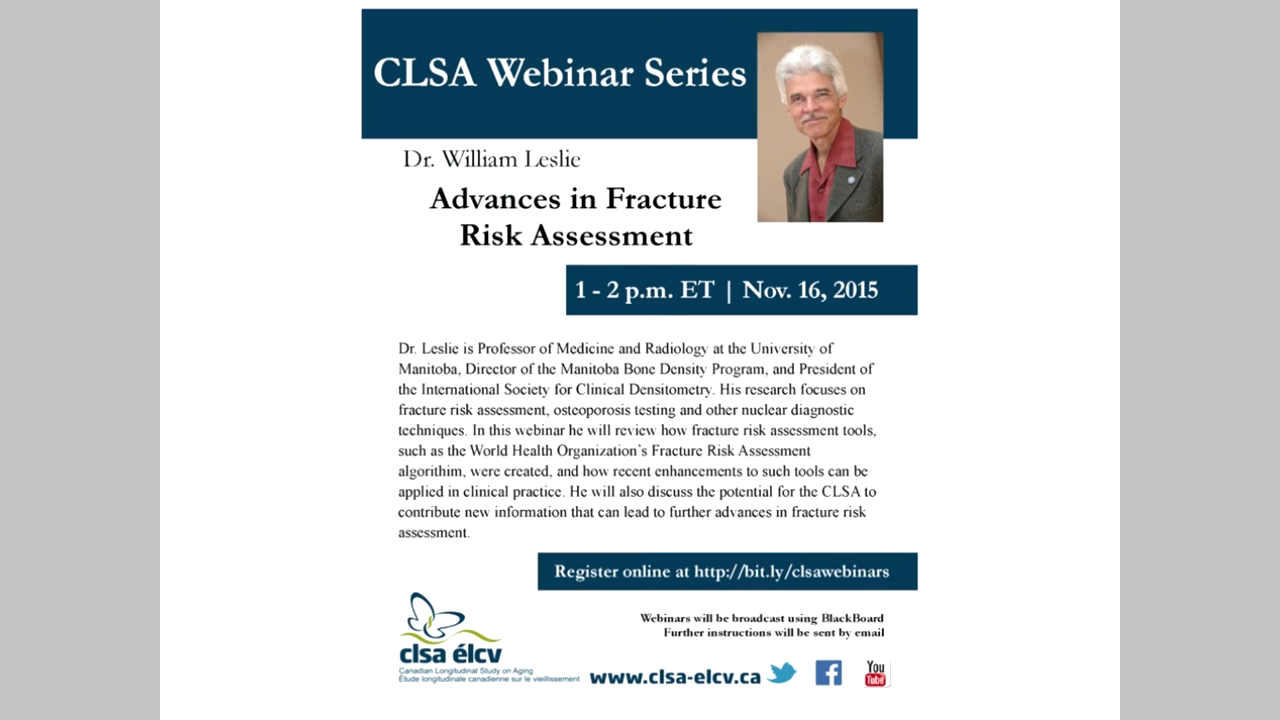 CLSA Webinar Series
Dr. William Leslie
Advances in Fracture
Risk Assessment
1 - 2 p.m. ET | Nov. 16, 2015
Dr. Leslie is Professor of Medicine and Radiology at the University of
Manitoba, Director of the Manitoba Bone Density Program, and President of
the International Society for Clinical Densitometry. His research focuses on
fracture risk assessment, osteoporosis testing and other nuclear diagnostic
techniques. In this webinar he will review how fracture risk assessment tools,
such as the World Health Organization's Fracture Risk Assessment
algorithim, were created, and how recent enhancements to such tools can be
applied in clinical practice. He will also discuss the potential for the CLSA to
contribute new information that can lead to further advances in fracture risk
assessment.
Register online at http://bit.ly/clsawebinars
Webinars will be broadcast using BlackBoard
Further instructions will be sent by email
clsa élcv
Canadian Longitudinal Study on Aging
Étude longitudinale canadienne sur le vieillissement
www.clsa-elcv.ca
You
Tube